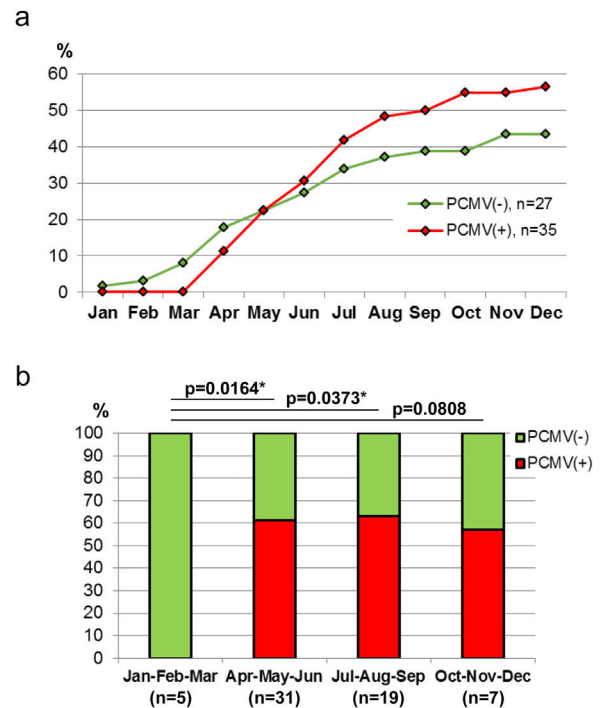 a
%
60
50
40
30
20
10
0
PCMV(-), n=27
PCMV(+), n=35
Jan Feb Mar Apr May Jun Jul Aug Sep Oct Nov Dec
b
p=0.0164*
p=0.0373*
p=0.0808
%
100
90
80
70
60
50
40
30
20
10
0
PCMV(-)
PCMV(+)
Jan-Feb-Mar Apr-May-Jun Jul-Aug-Sep Oct-Nov-Dec
(n=5) (n=31) (n=19) (n=7)